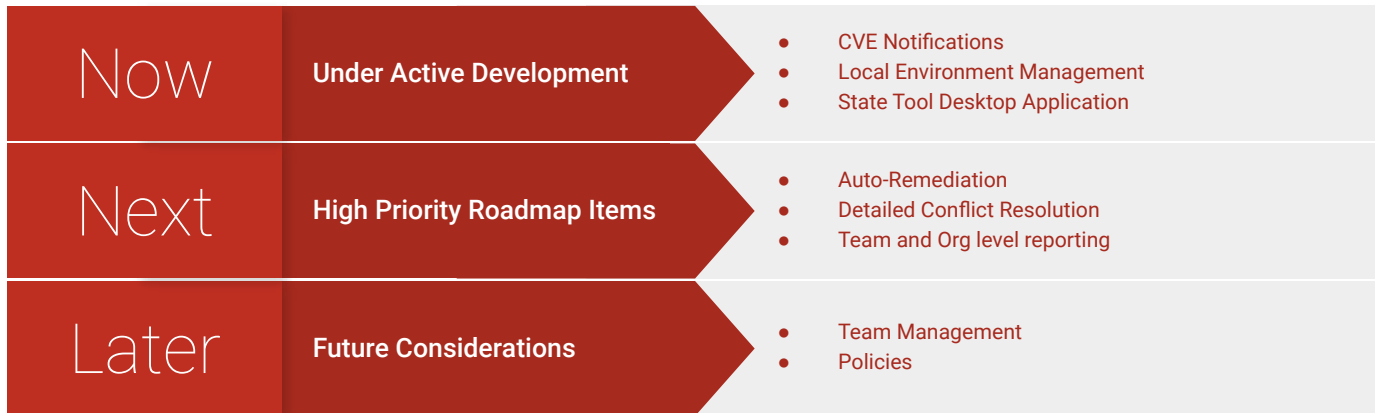 Now
Under Active Development
● CVE Notifications
● Local Environment Management
● State Tool Desktop Application
Next
High Priority Roadmap Items
● Auto-Remediation
● Detailed Conflict Resolution
● Team and Org level reporting
Later
Future Considerations
● Team Management
● Policies